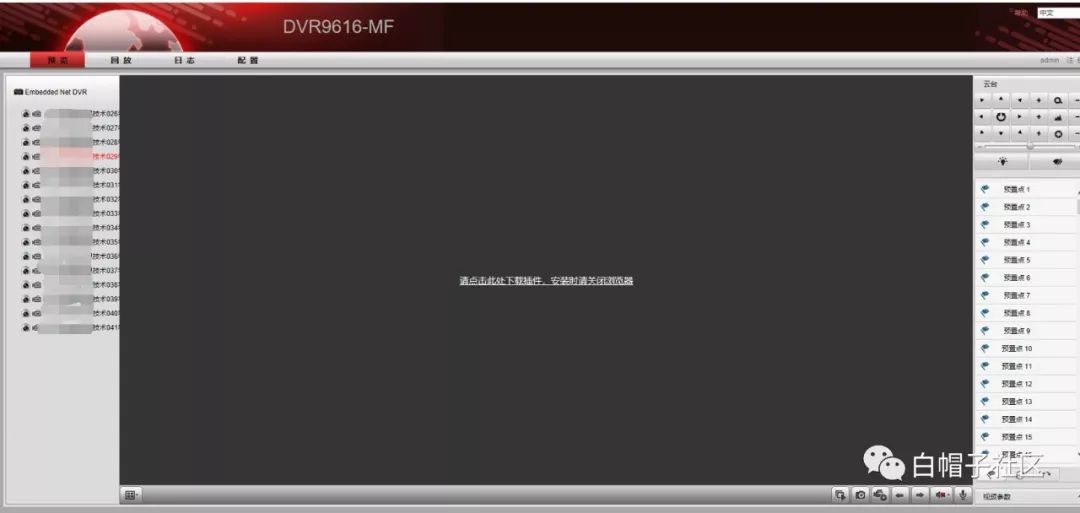 DVR9616-MF
帮助
中文
预览 回放 日志 配置
admin 注
Embedded Net DVR
云台
技术026
技术027
技术028
技术029
技术030
技术031
技术032
技术033
技术034
技术035
技术036
技术037
技术038
技术039
技术040
技术041
请点击此处下载插件，安装时请关闭浏览器
预置点 1
预置点 2
预置点 3
预置点 4
预置点 5
预置点 6
预置点 7
预置点 8
预置点 9
预置点 10
预置点 11
预置点 12
预置点 13
预置点 14
预置点 15
白帽子社区
视频参数